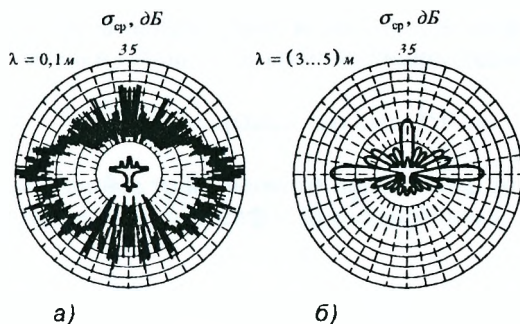 σср, дБ
35
λ = 0,1 м
а)
σср, дБ
35
λ = (3...5) м
б)